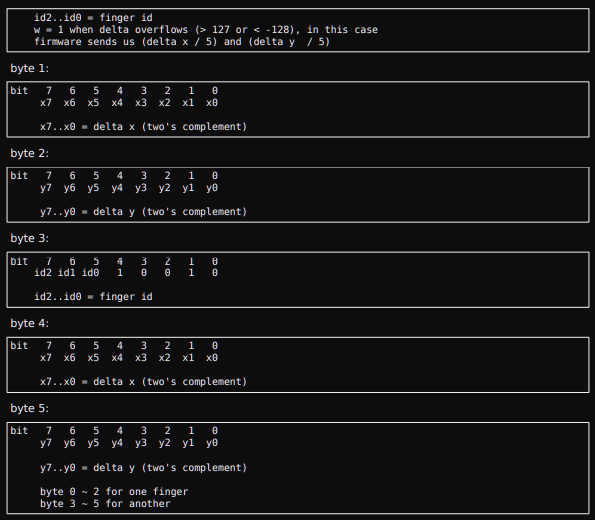 id2..id0 = finger id
w = 1 when delta overflows (> 127 or < -128), in this case
firmware sends us (delta x / 5) and (delta y  / 5)
byte 1:
bit   7   6   5   4   3   2   1   0
x7  x6  x5  x4  x3  x2  x1  x0
x7..x0 = delta x (two's complement)
byte 2:
bit   7   6   5   4   3   2   1   0
y7  y6  y5  y4  y3  y2  y1  y0
y7..y0 = delta y (two's complement)
byte 3:
bit   7   6   5   4   3   2   1   0
id2 id1 id0  1   0   0   1   0
id2..id0 = finger id
byte 4:
bit   7   6   5   4   3   2   1   0
x7  x6  x5  x4  x3  x2  x1  x0
x7..x0 = delta x (two's complement)
byte 5:
bit   7   6   5   4   3   2   1   0
y7  y6  y5  y4  y3  y2  y1  y0
y7..y0 = delta y (two's complement)
byte 0 ~ 2 for one finger
byte 3 ~ 5 for another